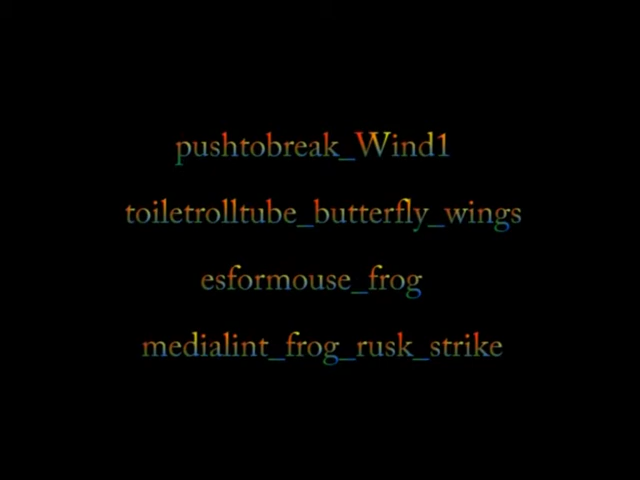 pushtobreak_Wind1
toiletrolltube_butterfly_wings
esformouse_frog
medialint_frog_rusk_strike